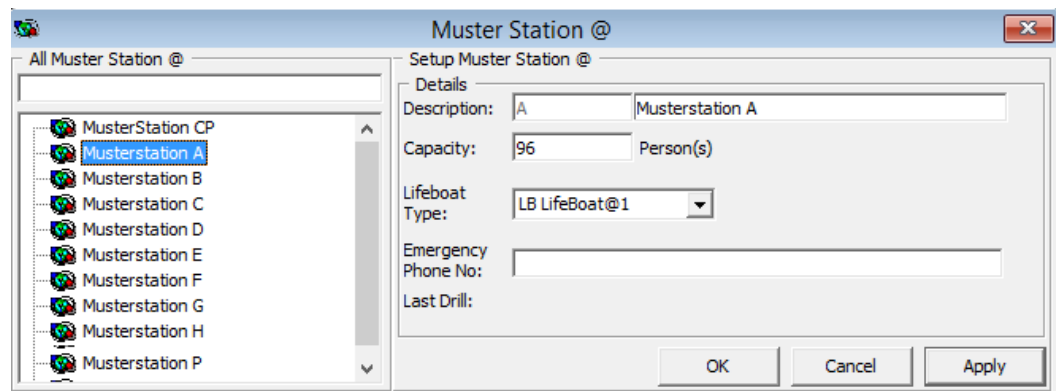 Muster Station @
All Muster Station @
MusterStation CP
Musterstation A
Musterstation B
Musterstation C
Musterstation D
Musterstation E
Musterstation F
Musterstation G
Musterstation H
Musterstation P
Setup Muster Station @
Details
Description: A Musterstation A
Capacity: 96 Person(s)
Lifeboat
Type: LB LifeBoat@1
Emergency
Phone No:
Last Drill:
OK Cancel Apply